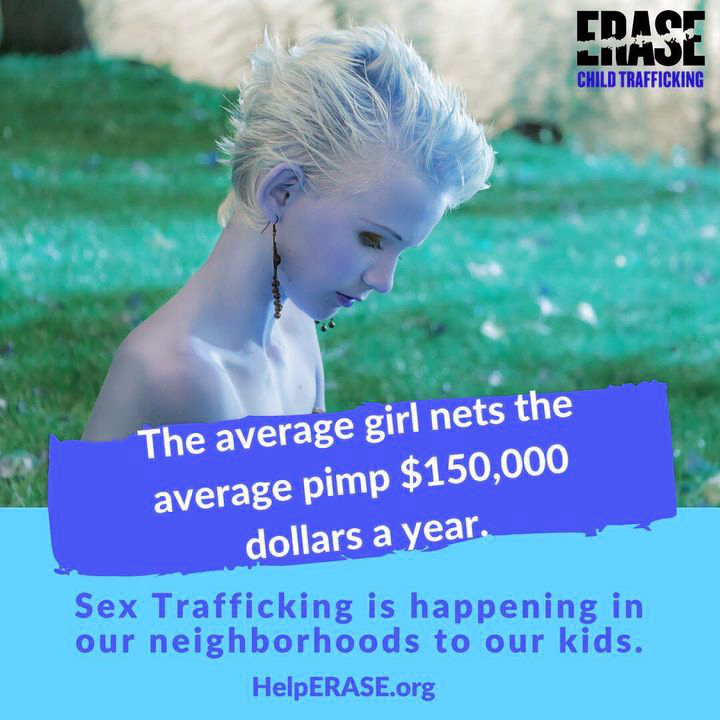 ERASE
CHILD TRAFFICKING
The average girl nets the
average pimp $150,000
dollars a year.
Sex Trafficking is happening in
our neighborhoods to our kids.
HelpERASE.org